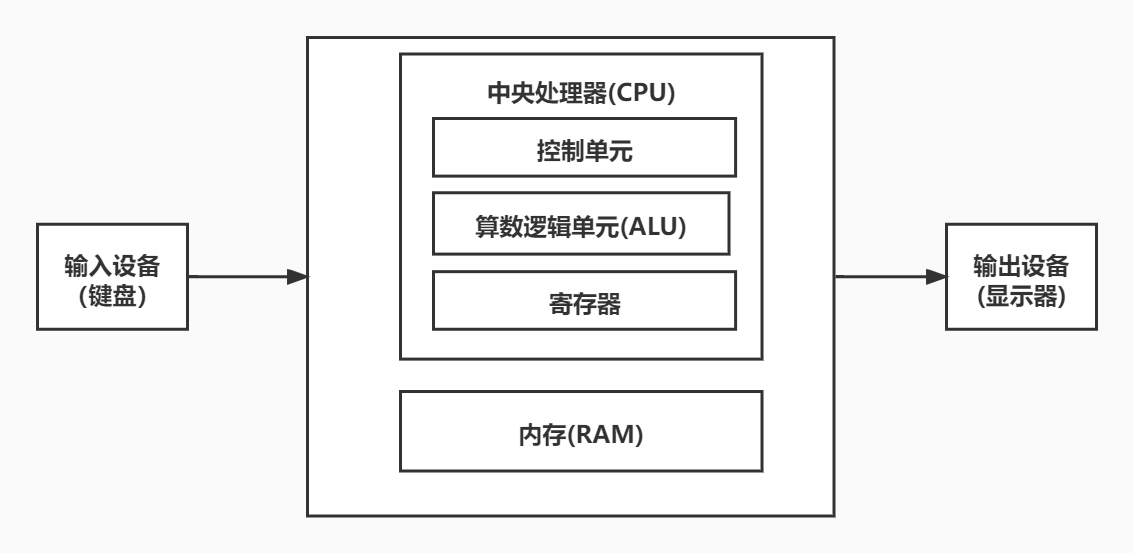 中央处理器(CPU)
控制单元
算数逻辑单元(ALU)
寄存器
内存(RAM)
输入设备
(键盘)
输出设备
(显示器)